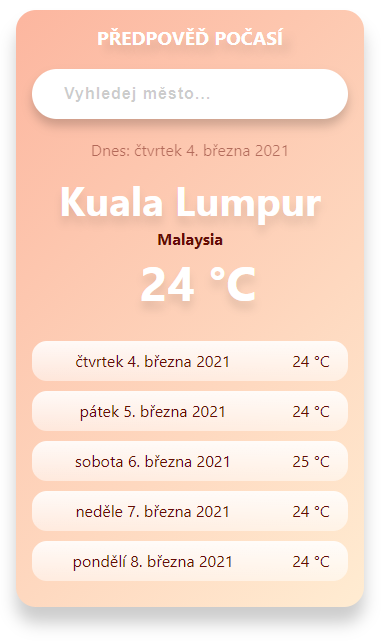 PŘEDPOVĚĎ POČASÍ
Vyhledej město...
Dnes: čtvrtek 4. března 2021
Kuala Lumpur
Malaysia
24 °C
čtvrtek 4. března 2021 24 °C
pátek 5. března 2021 24 °C
sobota 6. března 2021 25 °C
neděle 7. března 2021 24 °C
pondělí 8. března 2021 24 °C